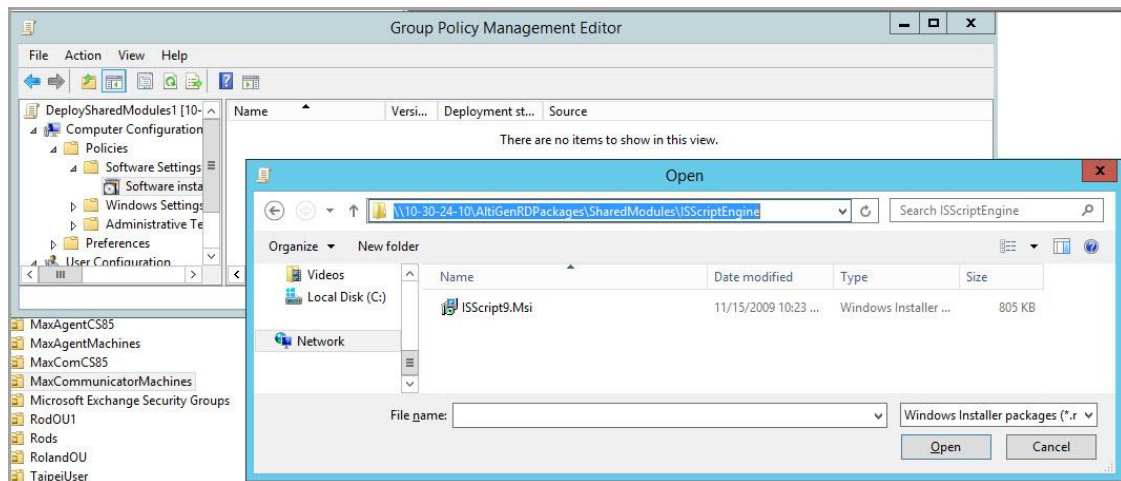 Group Policy Management Editor
File Action View Help
DeploySharedModules1 [10-
Computer Configuration
Policies
Software Settings
Software insta
Windows Settings
Administrative Te
Preferences
User Configuration
Name Versi... Deployment st... Source
There are no items to show in this view.
MaxAgentCS85
MaxAgentMachines
MaxComCS85
MaxCommunicatorMachines
Microsoft Exchange Security Groups
RodOU1
Rods
RolandOU
TaipeiUser
Open
\\10-30-24-10\AltiGenRDPackages\SharedModules\ISScriptEngine
Search ISScriptEngine
Organize New folder
Videos
Local Disk (C:)
Network
Name Date modified Type Size
ISScript9.Msi 11/15/2009 10:23 ... Windows Installer ... 805 KB
File name: Windows Installer packages (*.r
Open Cancel